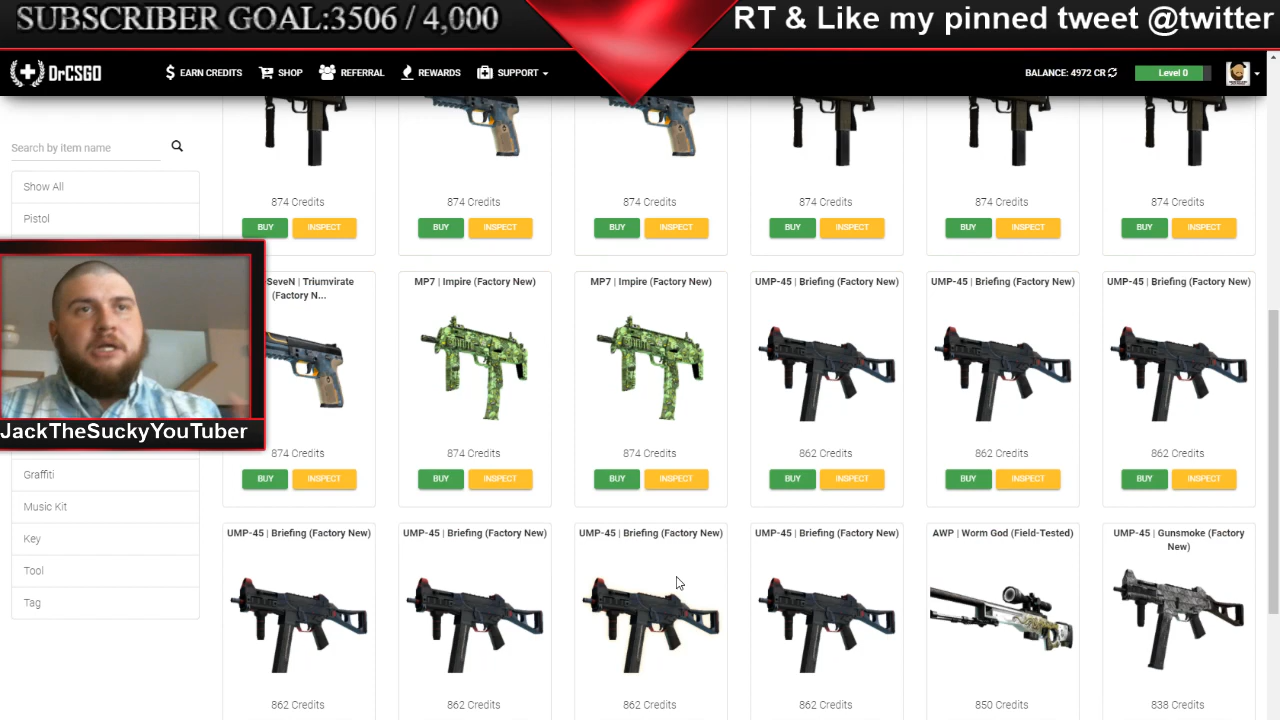 SUBSCRIBER GOAL:3506 / 4,000
RT & Like my pinned tweet @twitter
DrCSGO
EARN CREDITS
SHOP
REFERRAL
REWARDS
SUPPORT
BALANCE: 4972 CR
Level 0
Search by item name
Show All
Pistol
Graffiti
Music Kit
Key
Tool
Tag
JackTheSuckyYouTuber
874 Credits
874 Credits
874 Credits
874 Credits
874 Credits
874 Credits
BUY INSPECT
BUY INSPECT
BUY INSPECT
BUY INSPECT
BUY INSPECT
BUY INSPECT
SeveN | Triumvirate
(Factory N...
MP7 | Impire (Factory New)
MP7 | Impire (Factory New)
UMP-45 | Briefing (Factory New)
UMP-45 | Briefing (Factory New)
UMP-45 | Briefing (Factory New)
874 Credits
874 Credits
874 Credits
862 Credits
862 Credits
862 Credits
BUY INSPECT
BUY INSPECT
BUY INSPECT
BUY INSPECT
BUY INSPECT
BUY INSPECT
UMP-45 | Briefing (Factory New)
UMP-45 | Briefing (Factory New)
UMP-45 | Briefing (Factory New)
UMP-45 | Briefing (Factory New)
AWP | Worm God (Field-Tested)
UMP-45 | Gunsmoke (Factory
New)
862 Credits
862 Credits
862 Credits
862 Credits
850 Credits
838 Credits